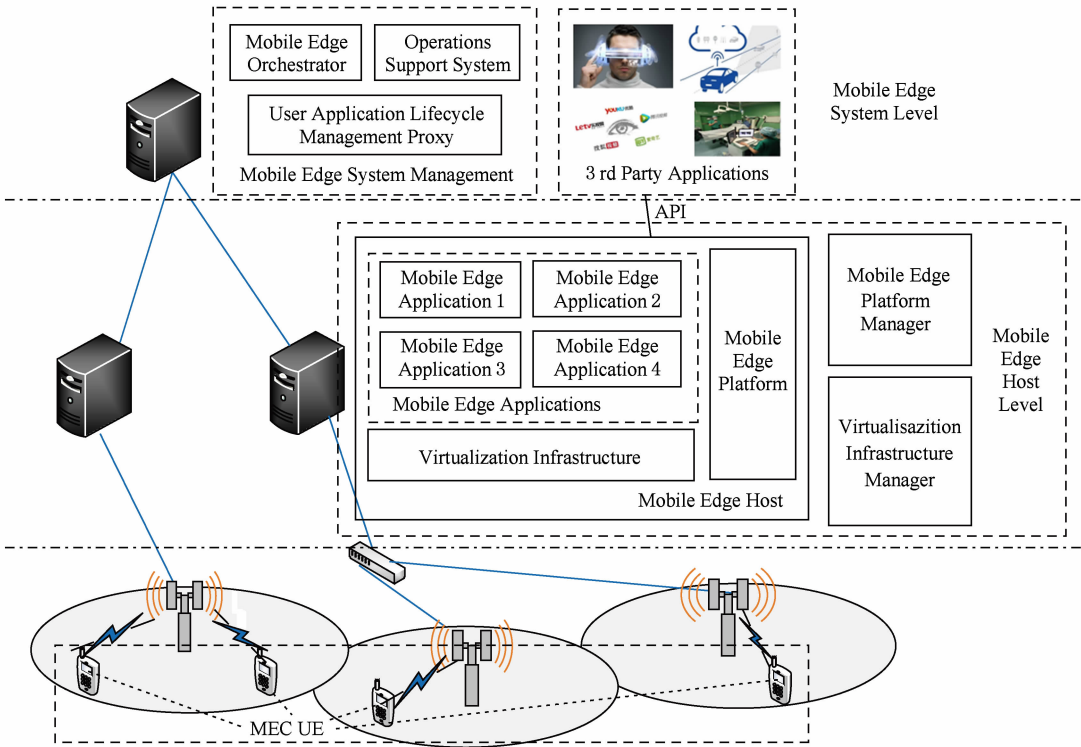 Mobile Edge
Orchestrator
Operations
Support System
User Application Lifecycle
Management Proxy
Mobile Edge System Management
YOUKU
LETV
3 rd Party Applications
Mobile Edge
System Level
API
Mobile Edge
Application 1
Mobile Edge
Application 2
Mobile Edge
Application 3
Mobile Edge
Application 4
Mobile Edge Applications
Virtualization Infrastructure
Mobile
Edge
Platform
Mobile Edge Host
Mobile Edge
Platform
Manager
Virtualisazition
Infrastructure
Manager
Mobile
Edge
Host
Level
MEC UE